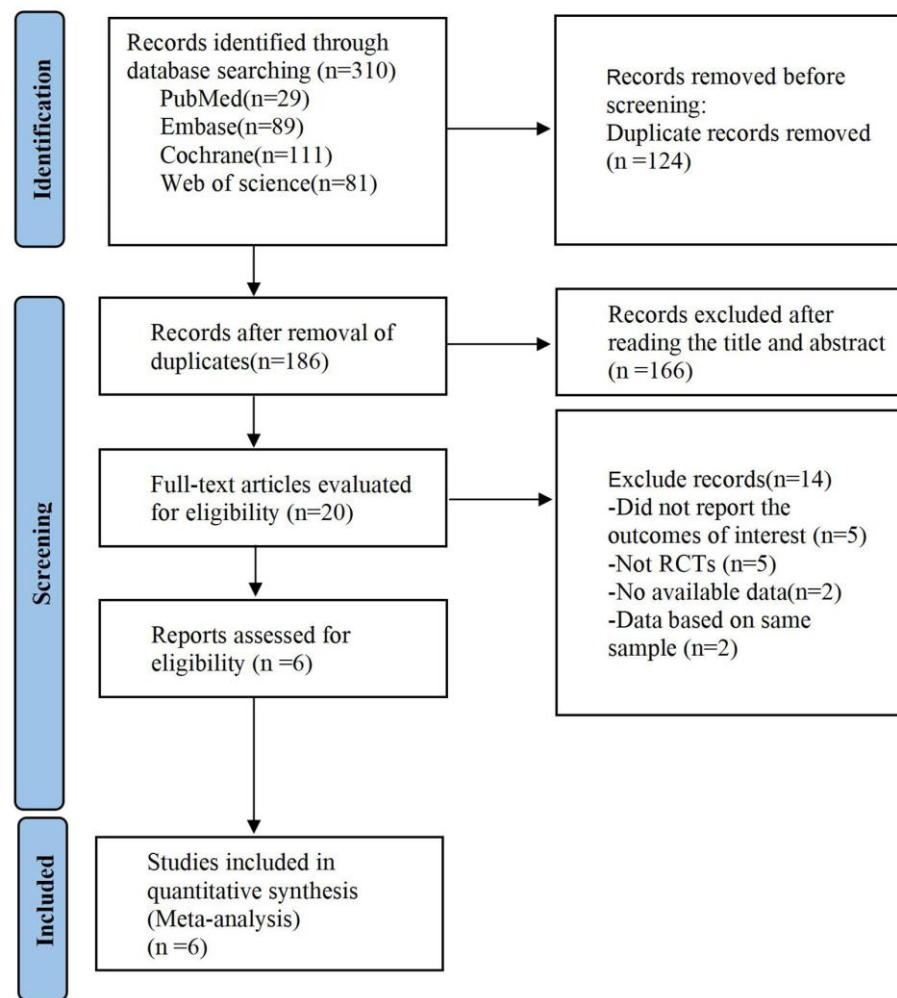 Identification
Records identified through
database searching (n=310)
PubMed(n=29)
Embase(n=89)
Cochrane(n=111)
Web of science(n=81)
Records removed before
screening:
Duplicate records removed
(n =124)
Screening
Records after removal of
duplicates(n=186)
Records excluded after
reading the title and abstract
(n =166)
Full-text articles evaluated
for eligibility (n=20)
Exclude records(n=14)
-Did not report the
outcomes of interest (n=5)
-Not RCTs (n=5)
-No available data(n=2)
-Data based on same
sample (n=2)
Reports assessed for
eligibility (n =6)
Included
Studies included in
quantitative synthesis
(Meta-analysis)
(n =6)